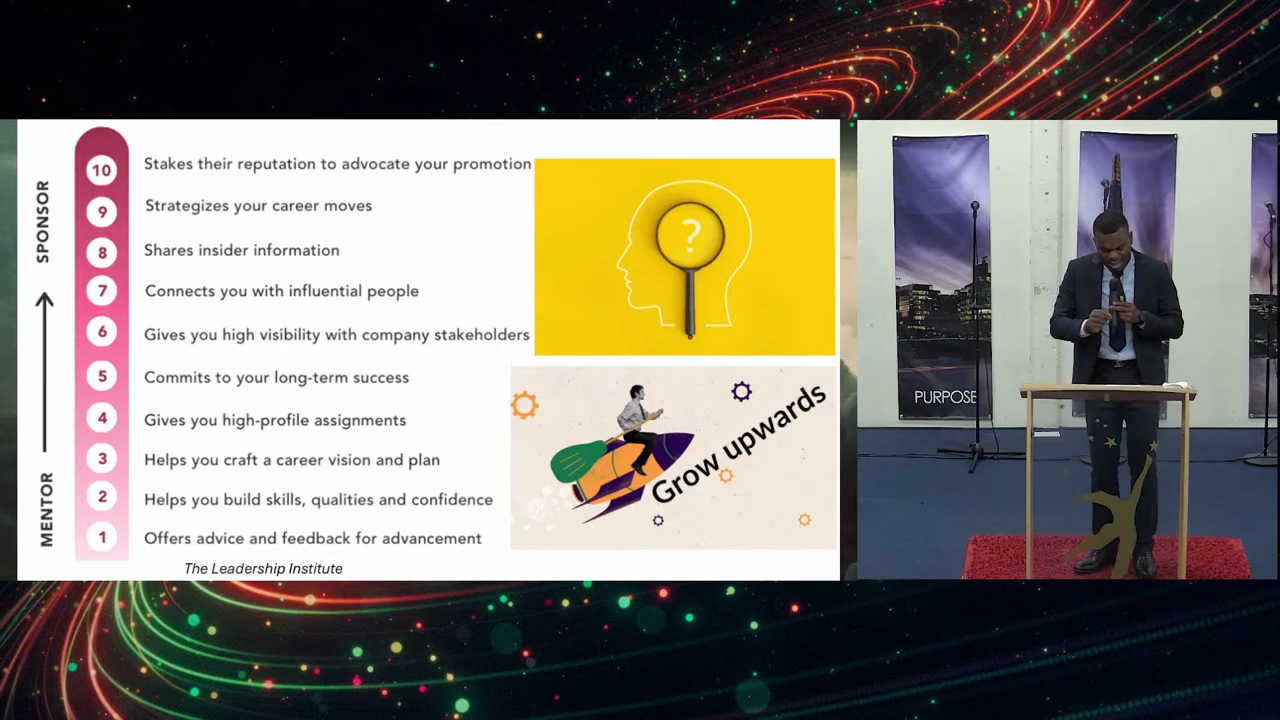 SPONSOR
MENTOR
10 Stakes their reputation to advocate your promotion
9 Strategizes your career moves
8 Shares insider information
7 Connects you with influential people
6 Gives you high visibility with company stakeholders
5 Commits to your long-term success
4 Gives you high-profile assignments
3 Helps you craft a career vision and plan
2 Helps you build skills, qualities and confidence
1 Offers advice and feedback for advancement
The Leadership Institute
?
Grow upwards
PURPOSE